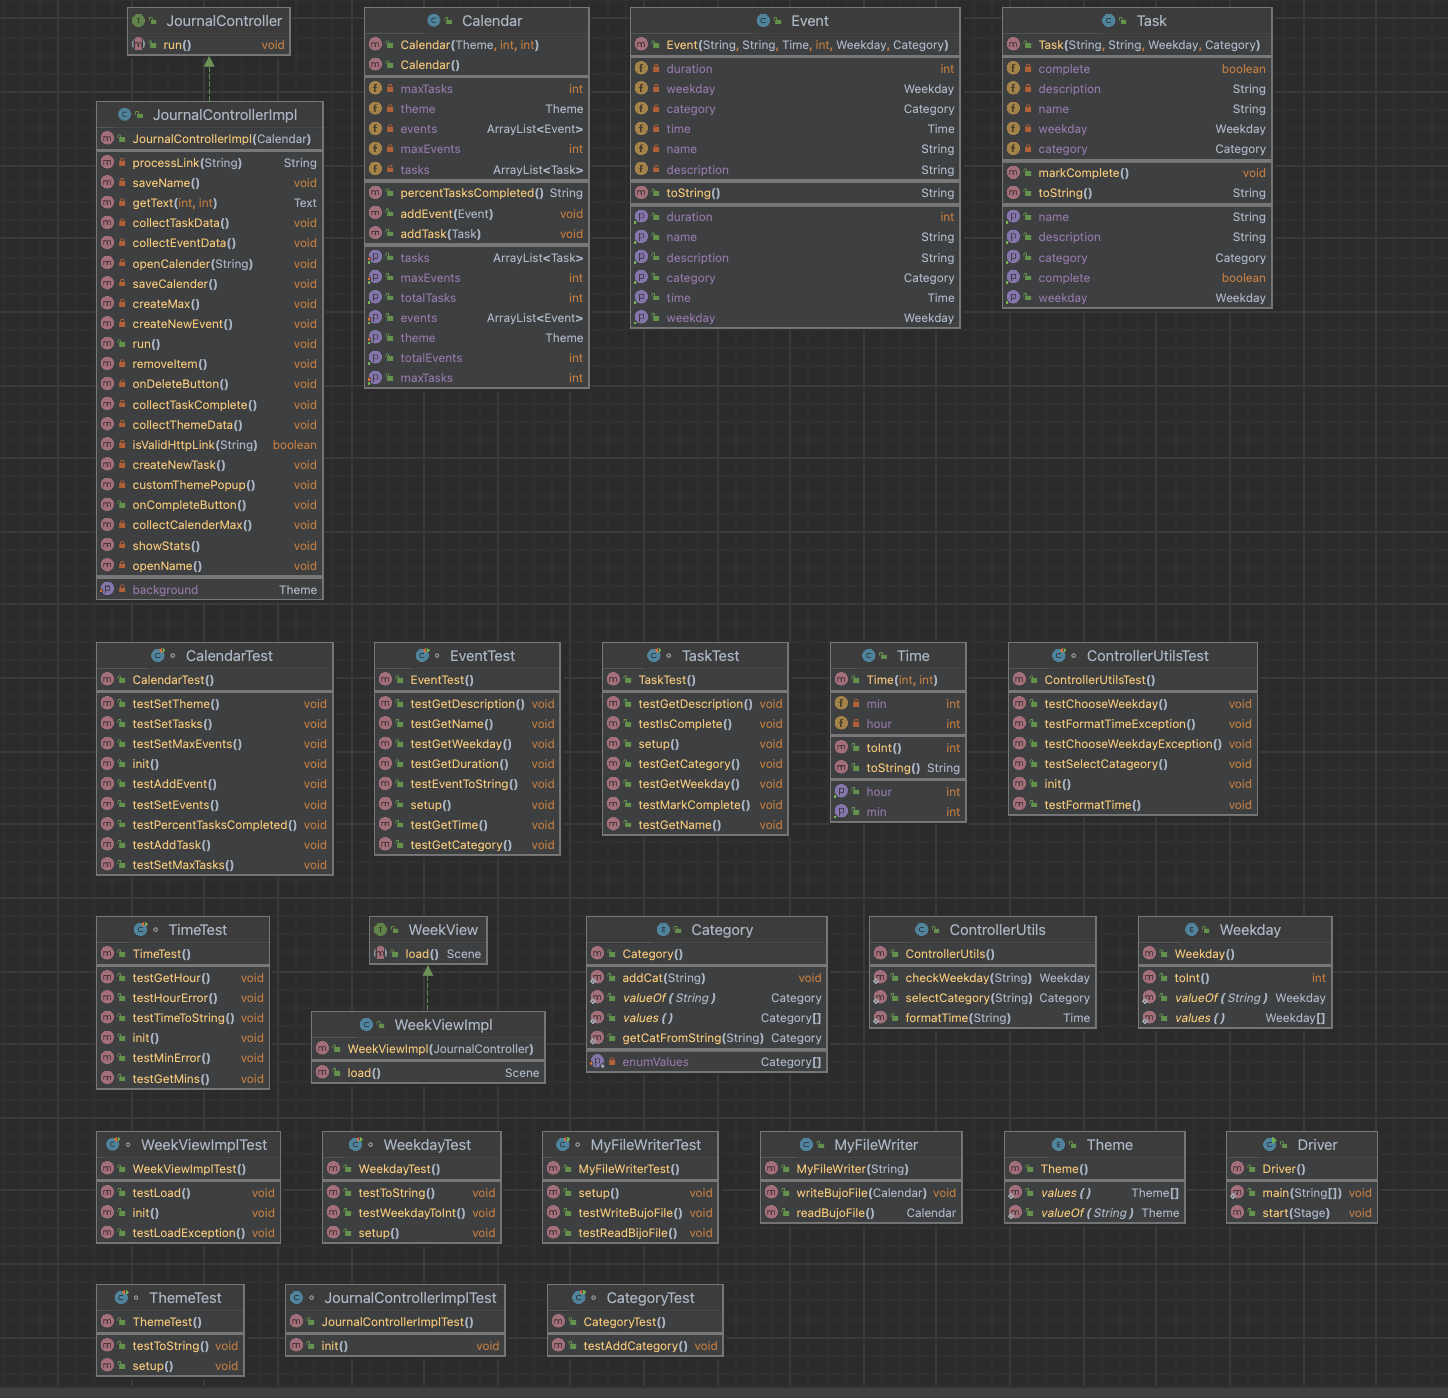 JournalController
run() void
JournalControllerImpl
JournalControllerImpl(Calendar)
processLink(String) String
saveName() void
getText(int, int) Text
collectTaskData() void
collectEventData() void
openCalender(String) void
saveCalender() void
createMax() void
createNewEvent() void
run() void
removeItem() void
onDeleteButton() void
collectTaskComplete() void
collectThemeData() void
isValidHttpLink(String) boolean
createNewTask() void
customThemePopup() void
onCompleteButton() void
collectCalenderMax() void
showStats() void
openName() void
background Theme
Calendar
Calendar(Theme, int, int)
Calendar()
maxTasks int
theme Theme
events ArrayList<Event>
maxEvents int
tasks ArrayList<Task>
percentTasksCompleted() String
addEvent(Event) void
addTask(Task) void
tasks ArrayList<Task>
maxEvents int
totalTasks int
events ArrayList<Event>
theme Theme
totalEvents int
maxTasks int
Event
Event(String, String, Time, int, Weekday, Category)
duration int
weekday Weekday
category Category
time Time
name String
description String
toString() String
duration int
name String
description String
category Category
time Time
weekday Weekday
Task
Task(String, String, Weekday, Category)
complete boolean
description String
name String
weekday Weekday
category Category
markComplete() void
toString() String
name String
description String
category Category
complete boolean
weekday Weekday
CalendarTest
CalendarTest()
testSetTheme() void
testSetTasks() void
testSetMaxEvents() void
init() void
testAddEvent() void
testSetEvents() void
testPercentTasksCompleted() void
testAddTask() void
testSetMaxTasks() void
EventTest
EventTest()
testGetDescription() void
testGetName() void
testGetWeekday() void
testGetDuration() void
testEventToString() void
setup() void
testGetTime() void
testGetCategory() void
TaskTest
TaskTest()
testGetDescription() void
testIsComplete() void
setup() void
testGetCategory() void
testGetWeekday() void
testMarkComplete() void
testGetName() void
Time
Time(int, int)
min int
hour int
toInt() int
toString() String
hour int
min int
ControllerUtilsTest
ControllerUtilsTest()
testChooseWeekday() void
testFormatTimeException() void
testChooseWeekdayException() void
testSelectCatageory() void
init() void
testFormatTime() void
TimeTest
TimeTest()
testGetHour() void
testHourError() void
testTimeToString() void
init() void
testMinError() void
testGetMins() void
WeekView
load() Scene
WeekViewImpl
WeekViewImpl(JournalController)
load() Scene
Category
Category()
addCat(String) void
valueOf(String) Category
values() Category[]
getCatFromString(String) Category
enumValues Category[]
ControllerUtils
ControllerUtils()
checkWeekday(String) Weekday
selectCategory(String) Category
formatTime(String) Time
Weekday
Weekday()
toInt() int
valueOf(String) Weekday
values() Weekday[]
WeekViewImplTest
WeekViewImplTest()
testLoad() void
init() void
testLoadException() void
WeekdayTest
WeekdayTest()
testToString() void
testWeekdayToInt() void
setup() void
MyFileWriterTest
MyFileWriterTest()
setup() void
testWriteBujoFile() void
testReadBijoFile() void
MyFileWriter
MyFileWriter(String)
writeBujoFile(Calendar) void
readBujoFile() Calendar
Theme
Theme()
values() Theme[]
valueOf(String) Theme
Driver
Driver()
main(String[]) void
start(Stage) void
ThemeTest
ThemeTest()
testToString() void
setup() void
JournalControllerImplTest
JournalControllerImplTest()
init() void
CategoryTest
CategoryTest()
testAddCategory() void